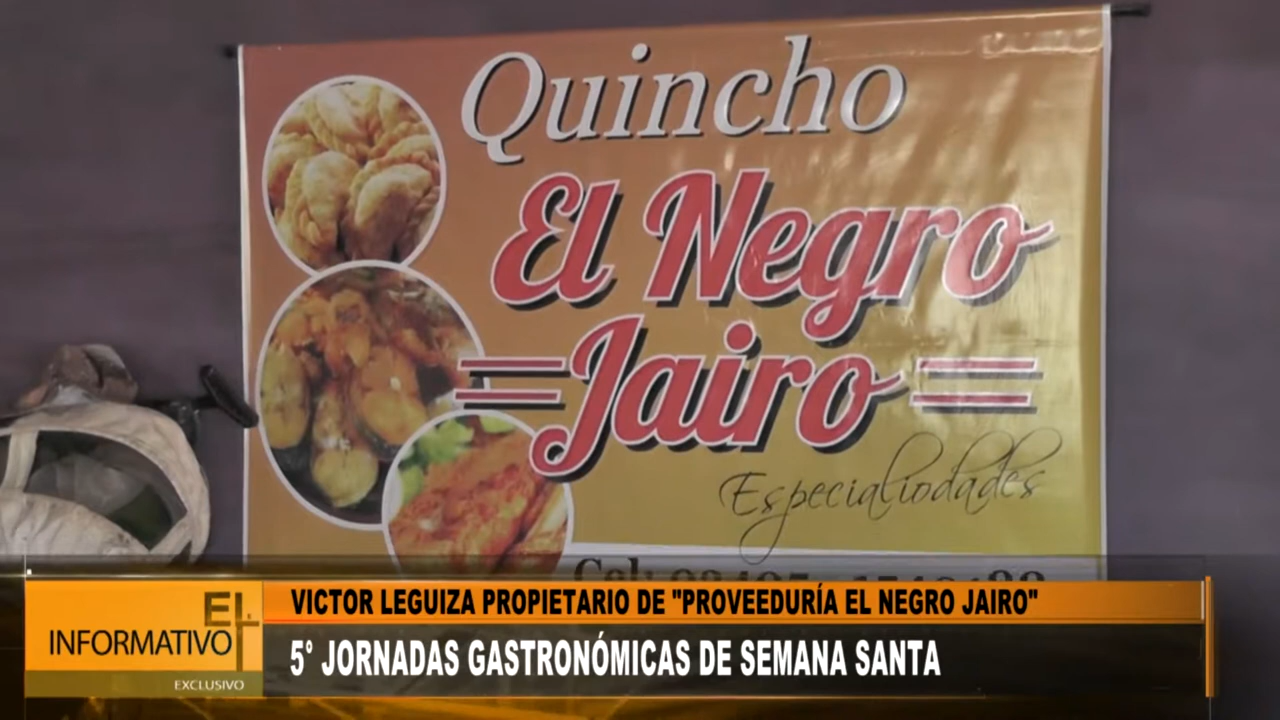 Quincho
El Negro
Jairo
Especialiodades
Cel:
VICTOR LEGUIZA PROPIETARIO DE "PROVEEDURÍA EL NEGRO JAIRO"
5° JORNADAS GASTRONÓMICAS DE SEMANA SANTA
EL
INFORMATIVO
EXCLUSIVO